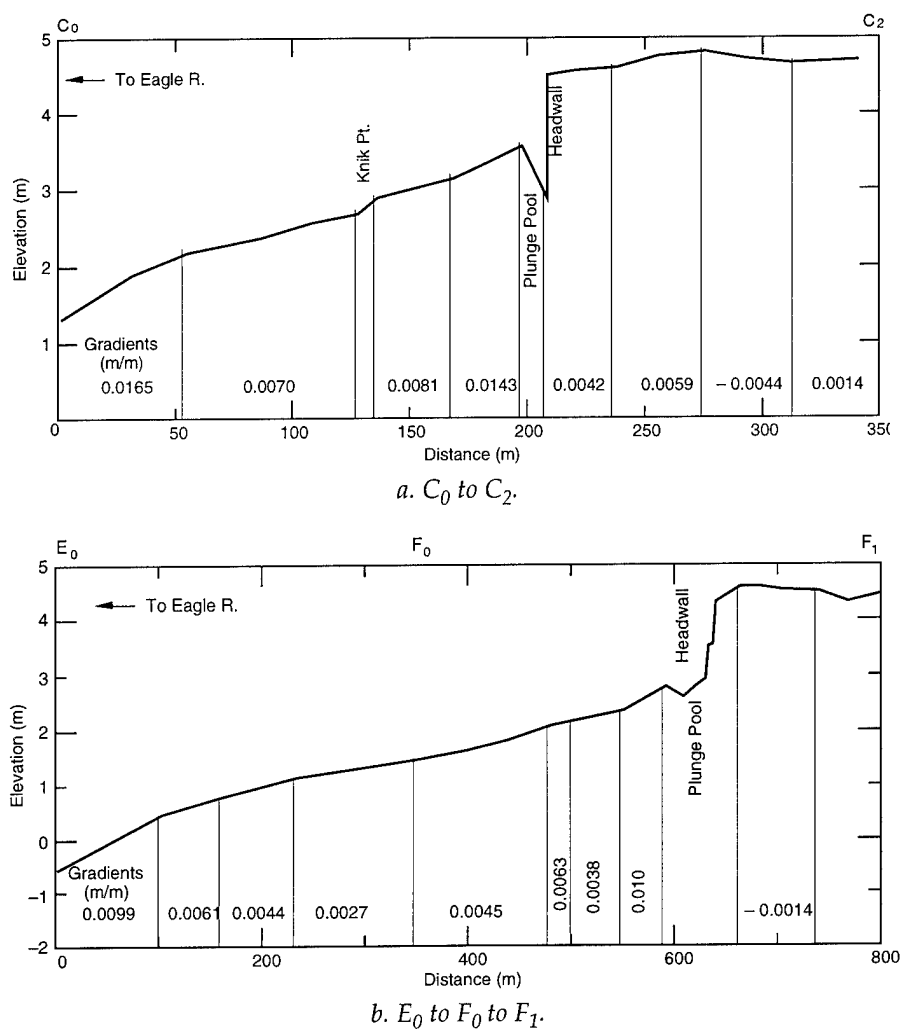 C₀ C₂
5
To Eagle R.
4
Knik Pt.
Headwall
3
Plunge Pool
Elevation (m)
2
1
Gradients
(m/m)
0.0165 0.0070 0.0081 0.0143 0.0042 0.0059 −0.0044 0.0014
0 50 100 150 200 250 300 350
Distance (m)
a. C₀ to C₂.
E₀ F₀ F₁
5
To Eagle R.
4
Headwall
3
Plunge Pool
Elevation (m)
2
1
0
Gradients
(m/m)
−1
0.0099 0.0061 0.0044 0.0027 0.0045 0.0063 0.0038 0.010 −0.0014
−2
0 200 400 600 800
Distance (m)
b. E₀ to F₀ to F₁.